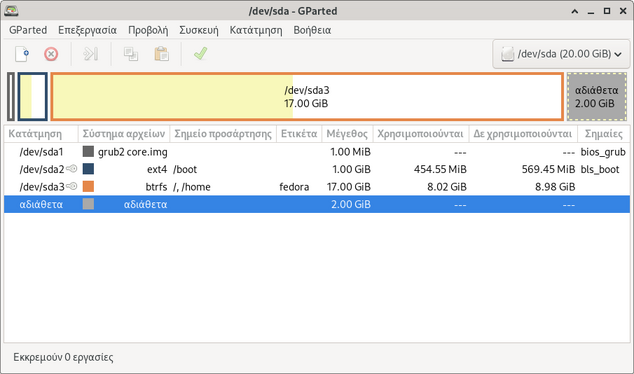 /dev/sda - GParted
GParted Επεξεργασία Προβολή Συσκευή Κατάτμηση Βοήθεια
/dev/sda (20.00 GiB)
/dev/sda3
17.00 GiB
αδιάθετα
2.00 GiB
Κατάτμηση Σύστημα αρχείων Σημείο προσάρτησης Ετικέτα Μέγεθος Χρησιμοποιούνται Δε χρησιμοποιούνται Σημαίες
/dev/sda1 grub2 core.img 1.00 MiB --- --- bios_grub
/dev/sda2 ext4 /boot 1.00 GiB 454.55 MiB 569.45 MiB bls_boot
/dev/sda3 btrfs /, /home fedora 17.00 GiB 8.02 GiB 8.98 GiB
αδιάθετα αδιάθετα 2.00 GiB --- ---
Εκκρεμούν 0 εργασίες